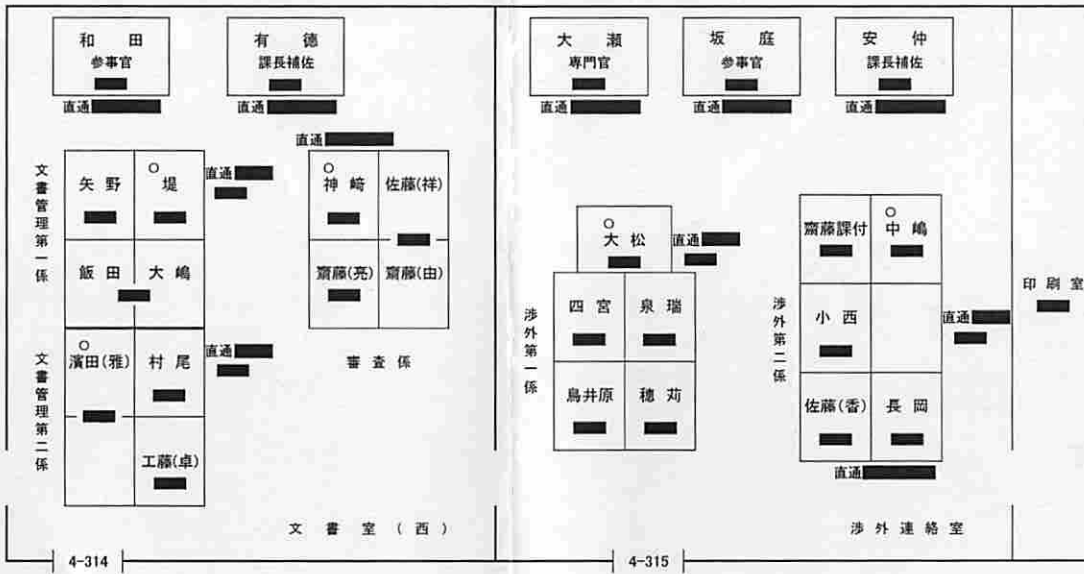 和田
参事官
直通
有徳
課長補佐
直通
文書管理第一係
矢野
堤
直通
飯田
大嶋
文書管理第二係
濱田(雅)
村尾
直通
工藤(卓)
直通
神﨑
佐藤(祥)
齋藤(亮)
齋藤(由)
審査係
文書室(西)
4-314
大瀬
専門官
直通
坂庭
参事官
直通
安仲
課長補佐
直通
渉外第一係
大松
直通
四宮
泉瑞
鳥井原
穂苅
渉外第二係
齋藤課付
中嶋
小西
直通
佐藤(香)
長岡
直通
渉外連絡室
4-315
印刷室